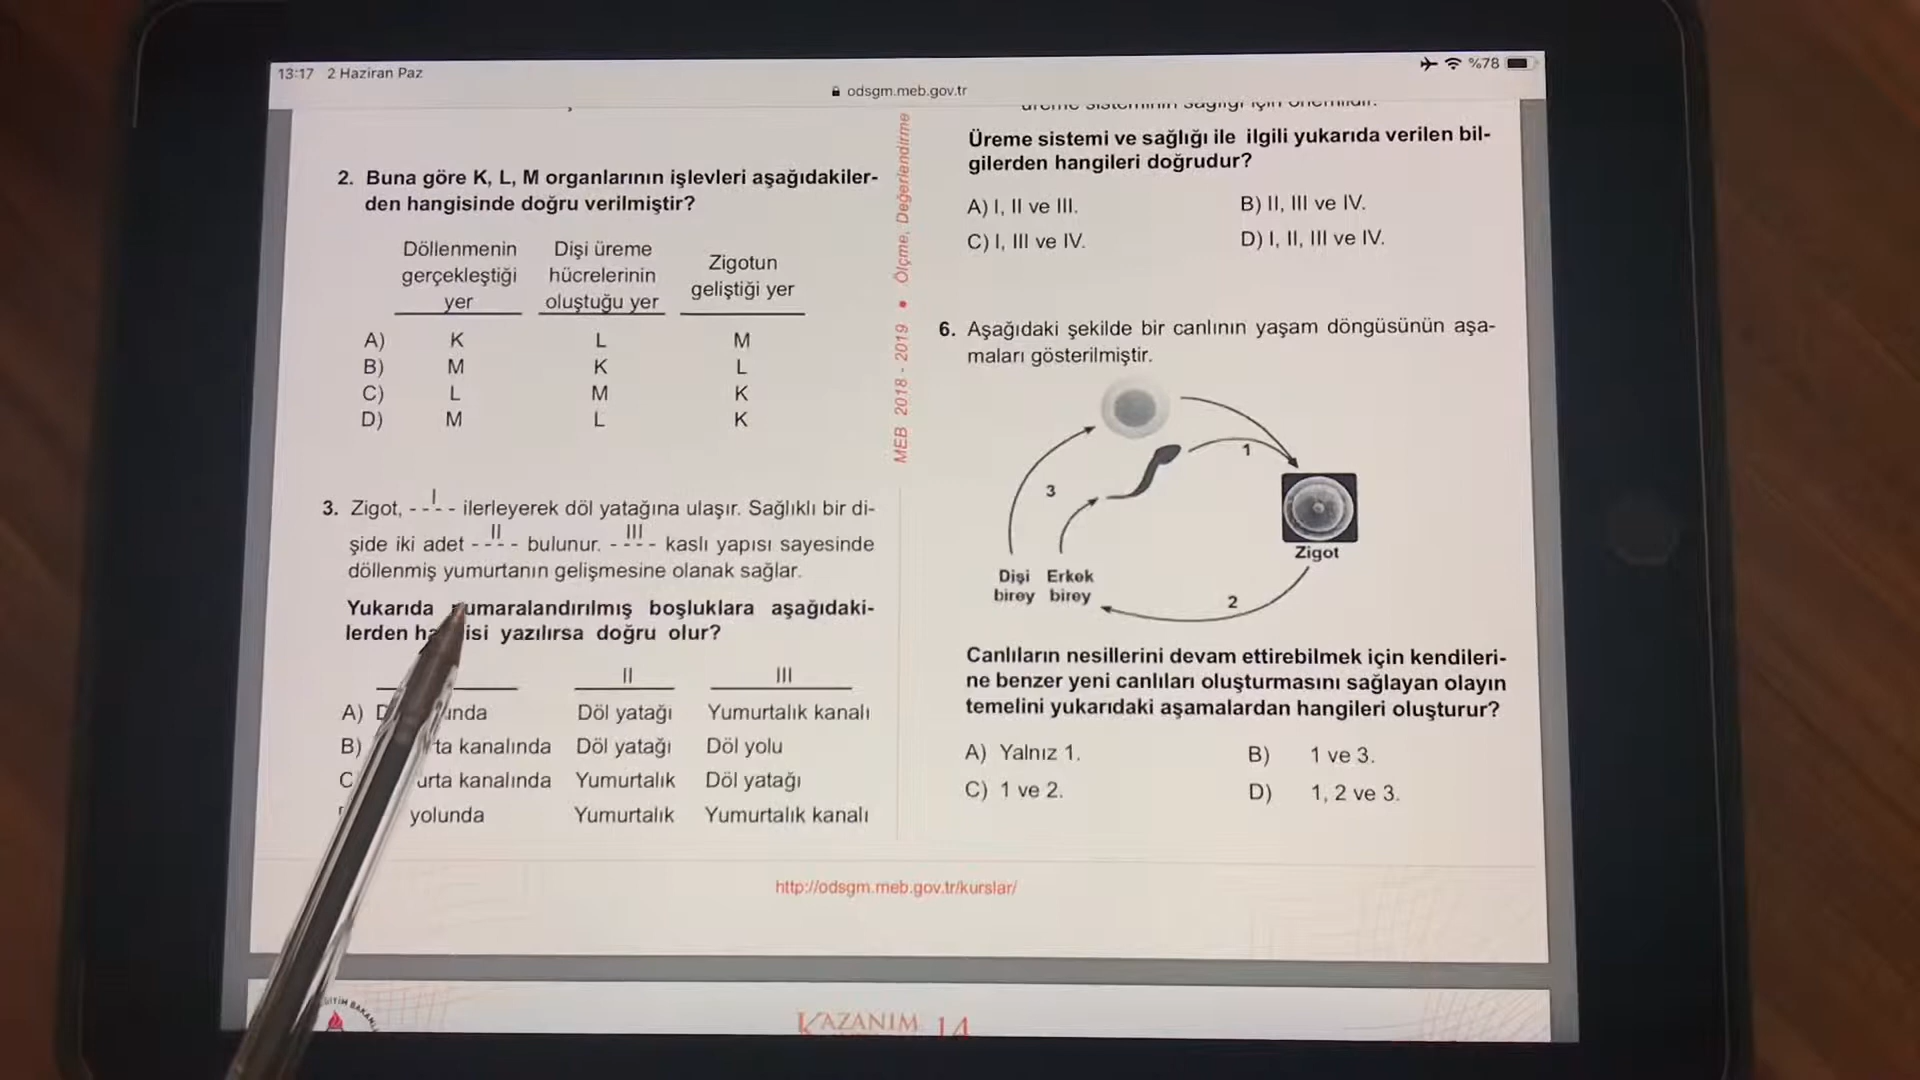 13:17 2 Haziran Paz
%78
odsgm.meb.gov.tr
2. Buna göre K, L, M organlarının işlevleri aşağıdakiler-
den hangisinde doğru verilmiştir?
Döllenmenin gerçekleştiği yer
Dişi üreme hücrelerinin oluştuğu yer
Zigotun geliştiği yer
A) K L M
B) M K L
C) L M K
D) M L K
3. Zigot, - -I- - ilerleyerek döl yatağına ulaşır. Sağlıklı bir di-
şide iki adet - -II- - bulunur. - -III- - kaslı yapısı sayesinde
döllenmiş yumurtanın gelişmesine olanak sağlar.
Yukarıda numaralandırılmış boşluklara aşağıdaki-
lerden yazılırsa doğru olur?
II III
A) Döl yatağı Yumurtalık kanalı
B) kanalında Döl yatağı Döl yolu
C kanalında Yumurtalık Döl yatağı
yolunda Yumurtalık Yumurtalık kanalı
MEB 2018 - 2019 • Ölçme, Değerlendirme
üreme sisteminin sağlığı için önemlidir.
Üreme sistemi ve sağlığı ile ilgili yukarıda verilen bil-
gilerden hangileri doğrudur?
A) I, II ve III. B) II, III ve IV.
C) I, III ve IV. D) I, II, III ve IV.
6. Aşağıdaki şekilde bir canlının yaşam döngüsünün aşa-
maları gösterilmiştir.
1
3
Zigot
Dişi birey
Erkek birey
2
Canlıların nesillerini devam ettirebilmek için kendileri-
ne benzer yeni canlıları oluşturmasını sağlayan olayın
temelini yukarıdaki aşamalardan hangileri oluşturur?
A) Yalnız 1. B) 1 ve 3.
C) 1 ve 2. D) 1, 2 ve 3.
http://odsgm.meb.gov.tr/kurslar/
KAZANIM 14